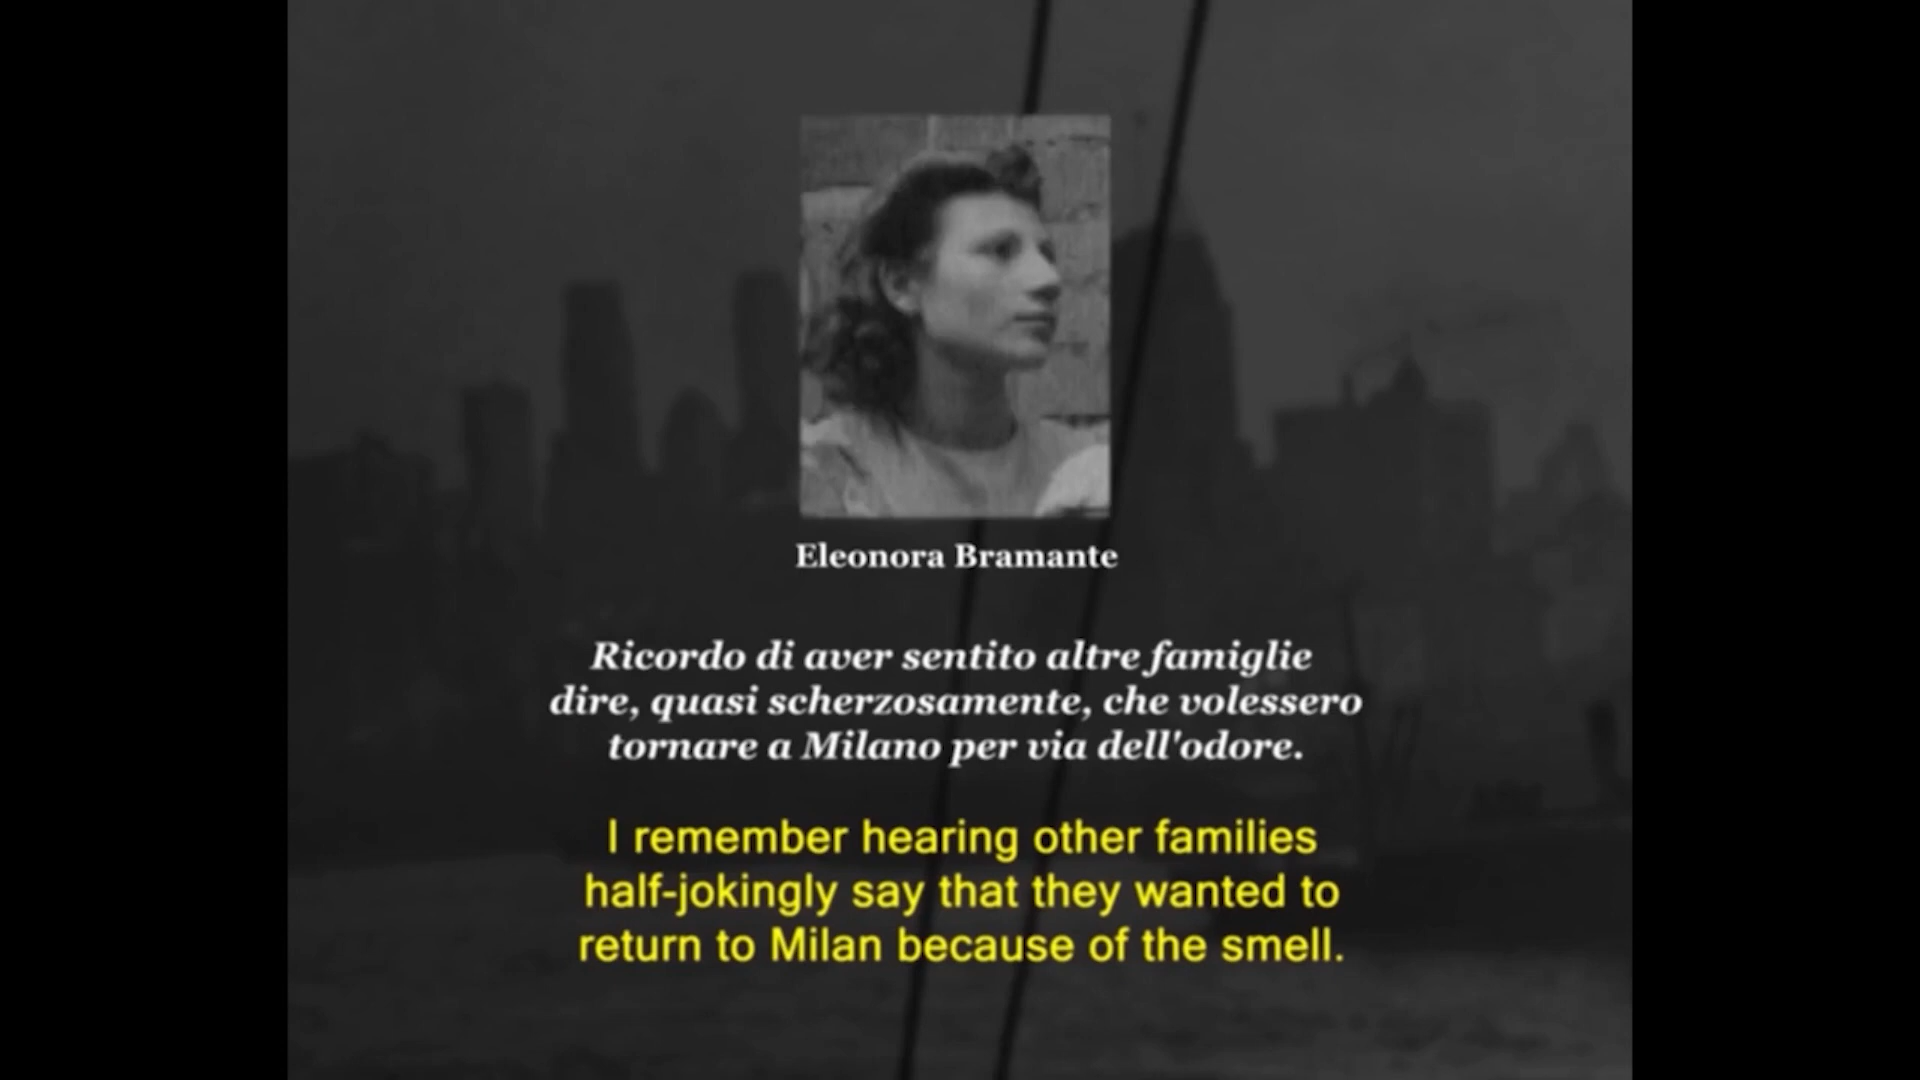 Eleonora Bramante
Ricordo di aver sentito altre famiglie
dire, quasi scherzosamente, che volessero
tornare a Milano per via dell'odore.
I remember hearing other families
half-jokingly say that they wanted to
return to Milan because of the smell.